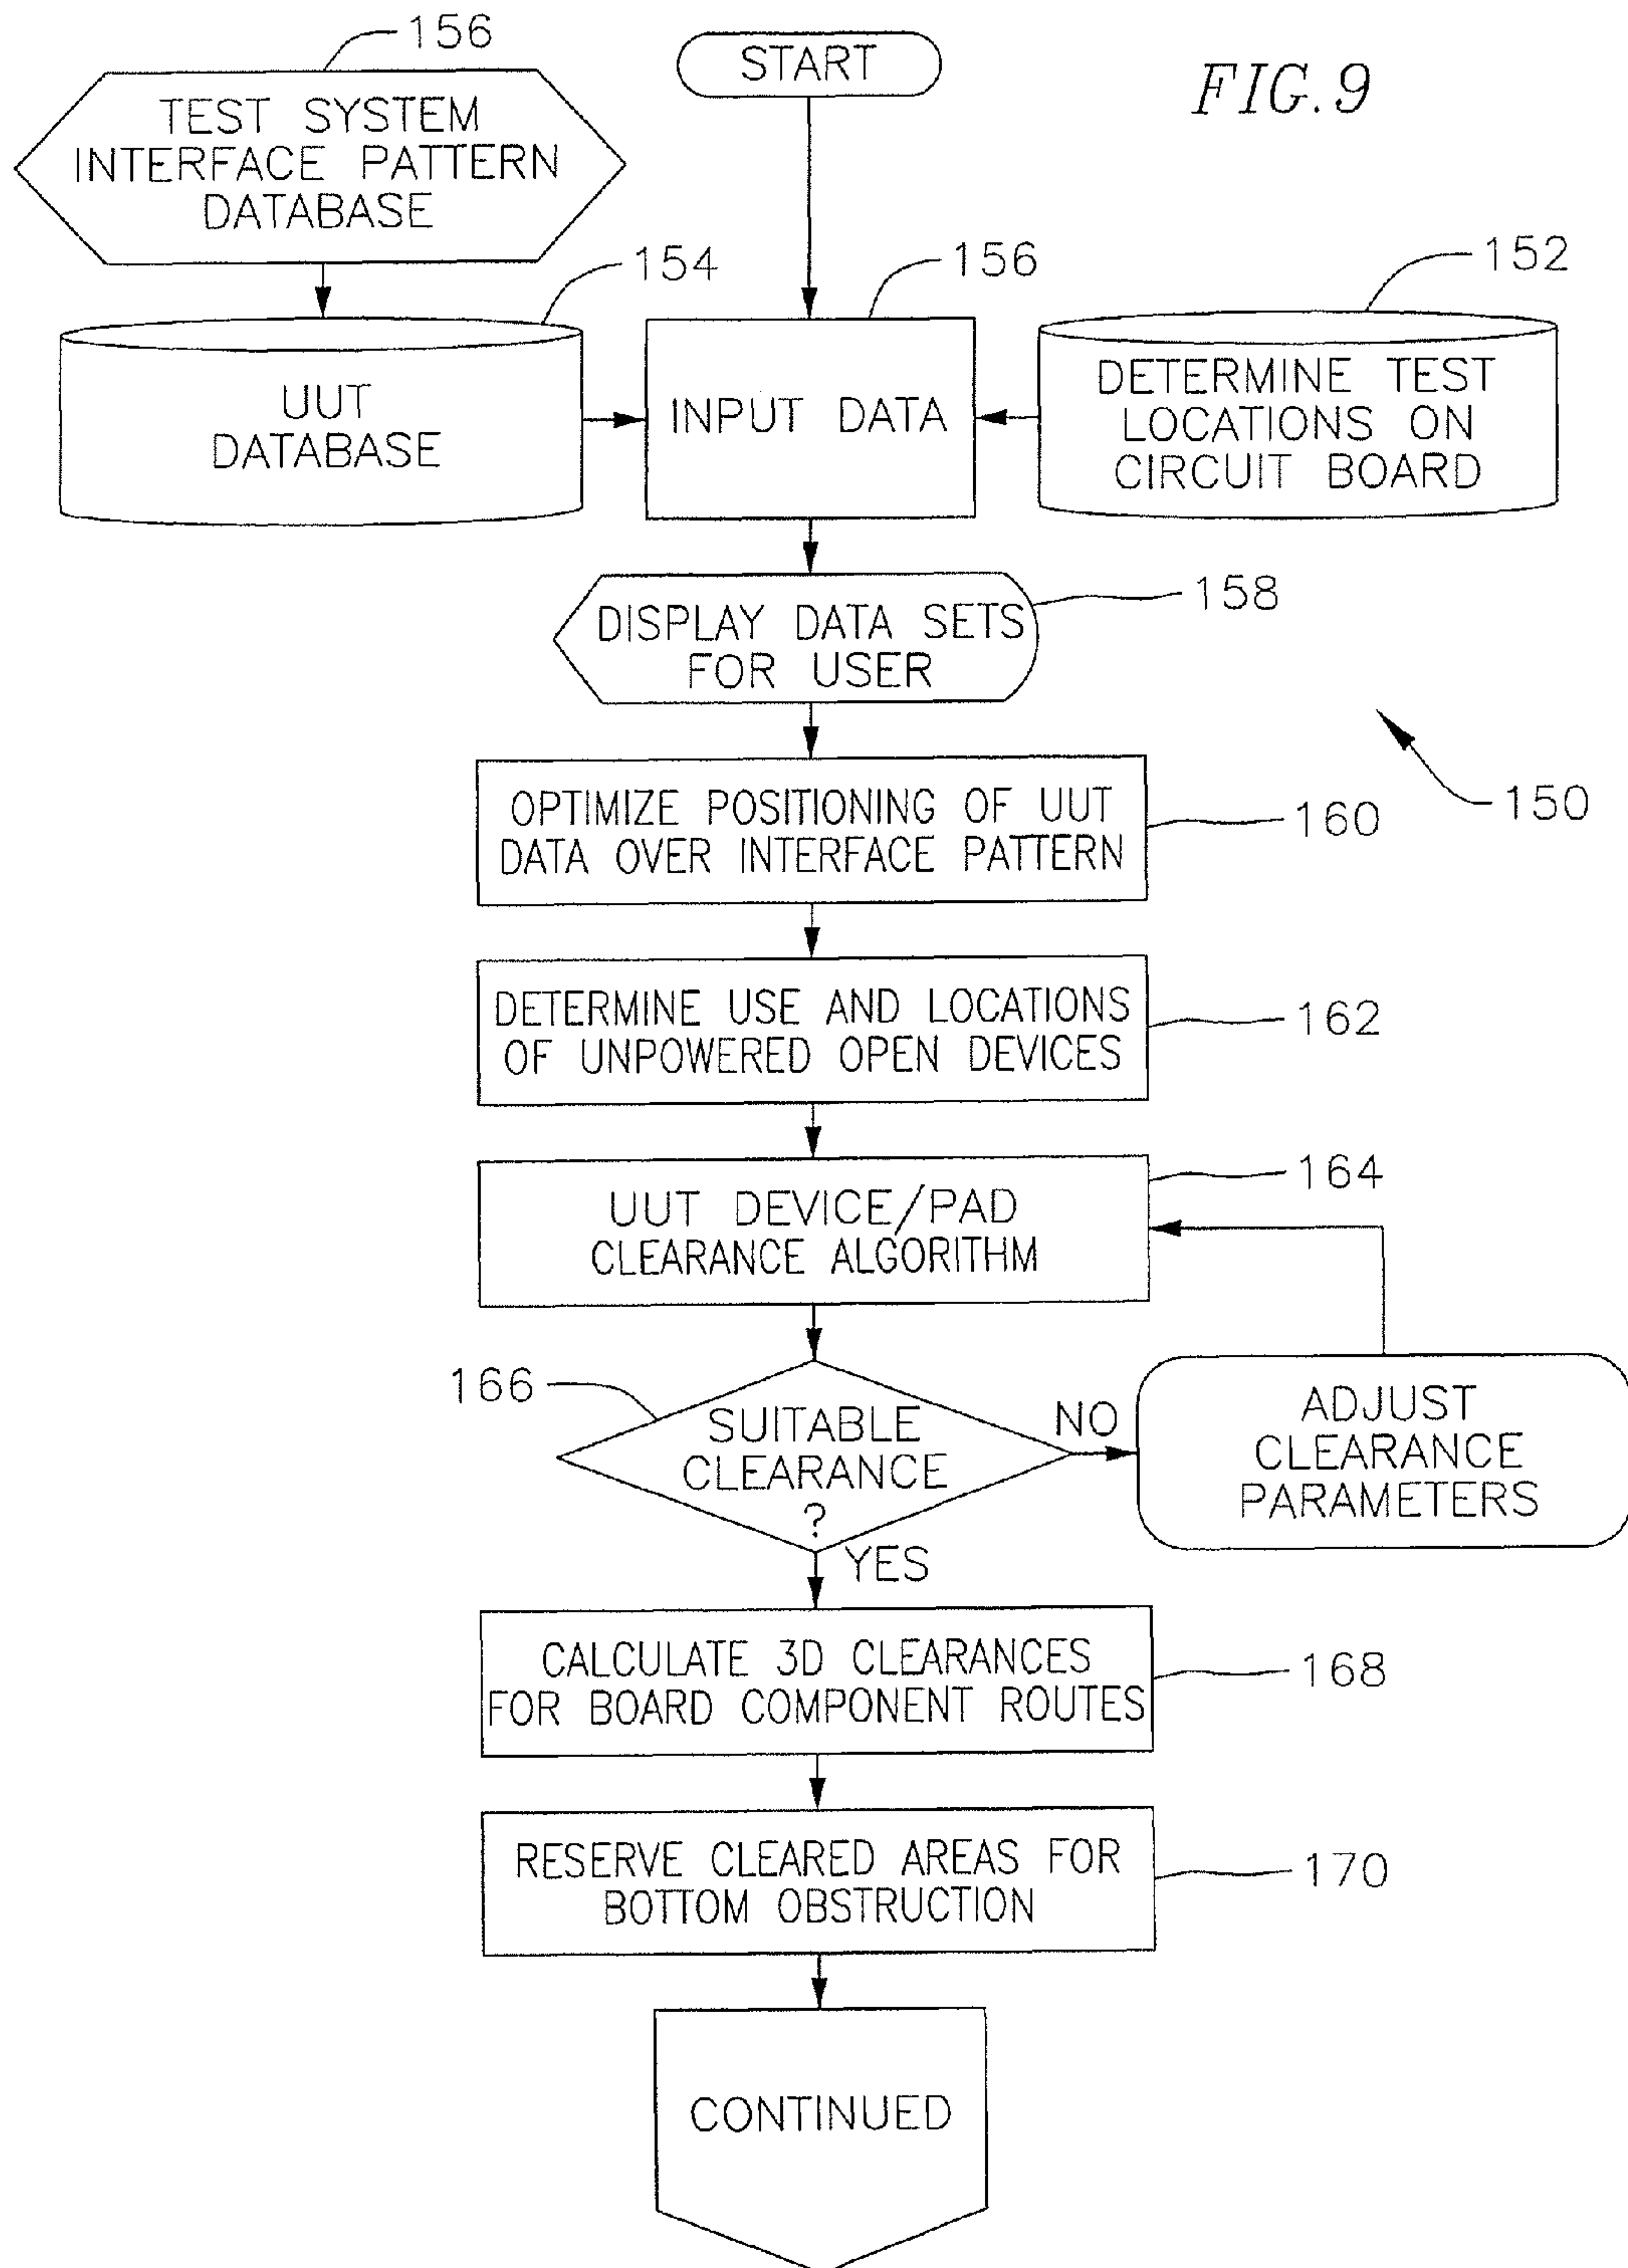 156
START
FIG. 9
TEST SYSTEM
INTERFACE PATTERN
DATABASE
154
156
152
UUT
DATABASE
INPUT DATA
DETERMINE TEST
LOCATIONS ON
CIRCUIT BOARD
DISPLAY DATA SETS
FOR USER
158
150
OPTIMIZE POSITIONING OF UUT
DATA OVER INTERFACE PATTERN
160
DETERMINE USE AND LOCATIONS
OF UNPOWERED OPEN DEVICES
162
UUT DEVICE/PAD
CLEARANCE ALGORITHM
164
166
SUITABLE
CLEARANCE
?
NO
ADJUST
CLEARANCE
PARAMETERS
YES
CALCULATE 3D CLEARANCES
FOR BOARD COMPONENT ROUTES
168
RESERVE CLEARED AREAS FOR
BOTTOM OBSTRUCTION
170
CONTINUED